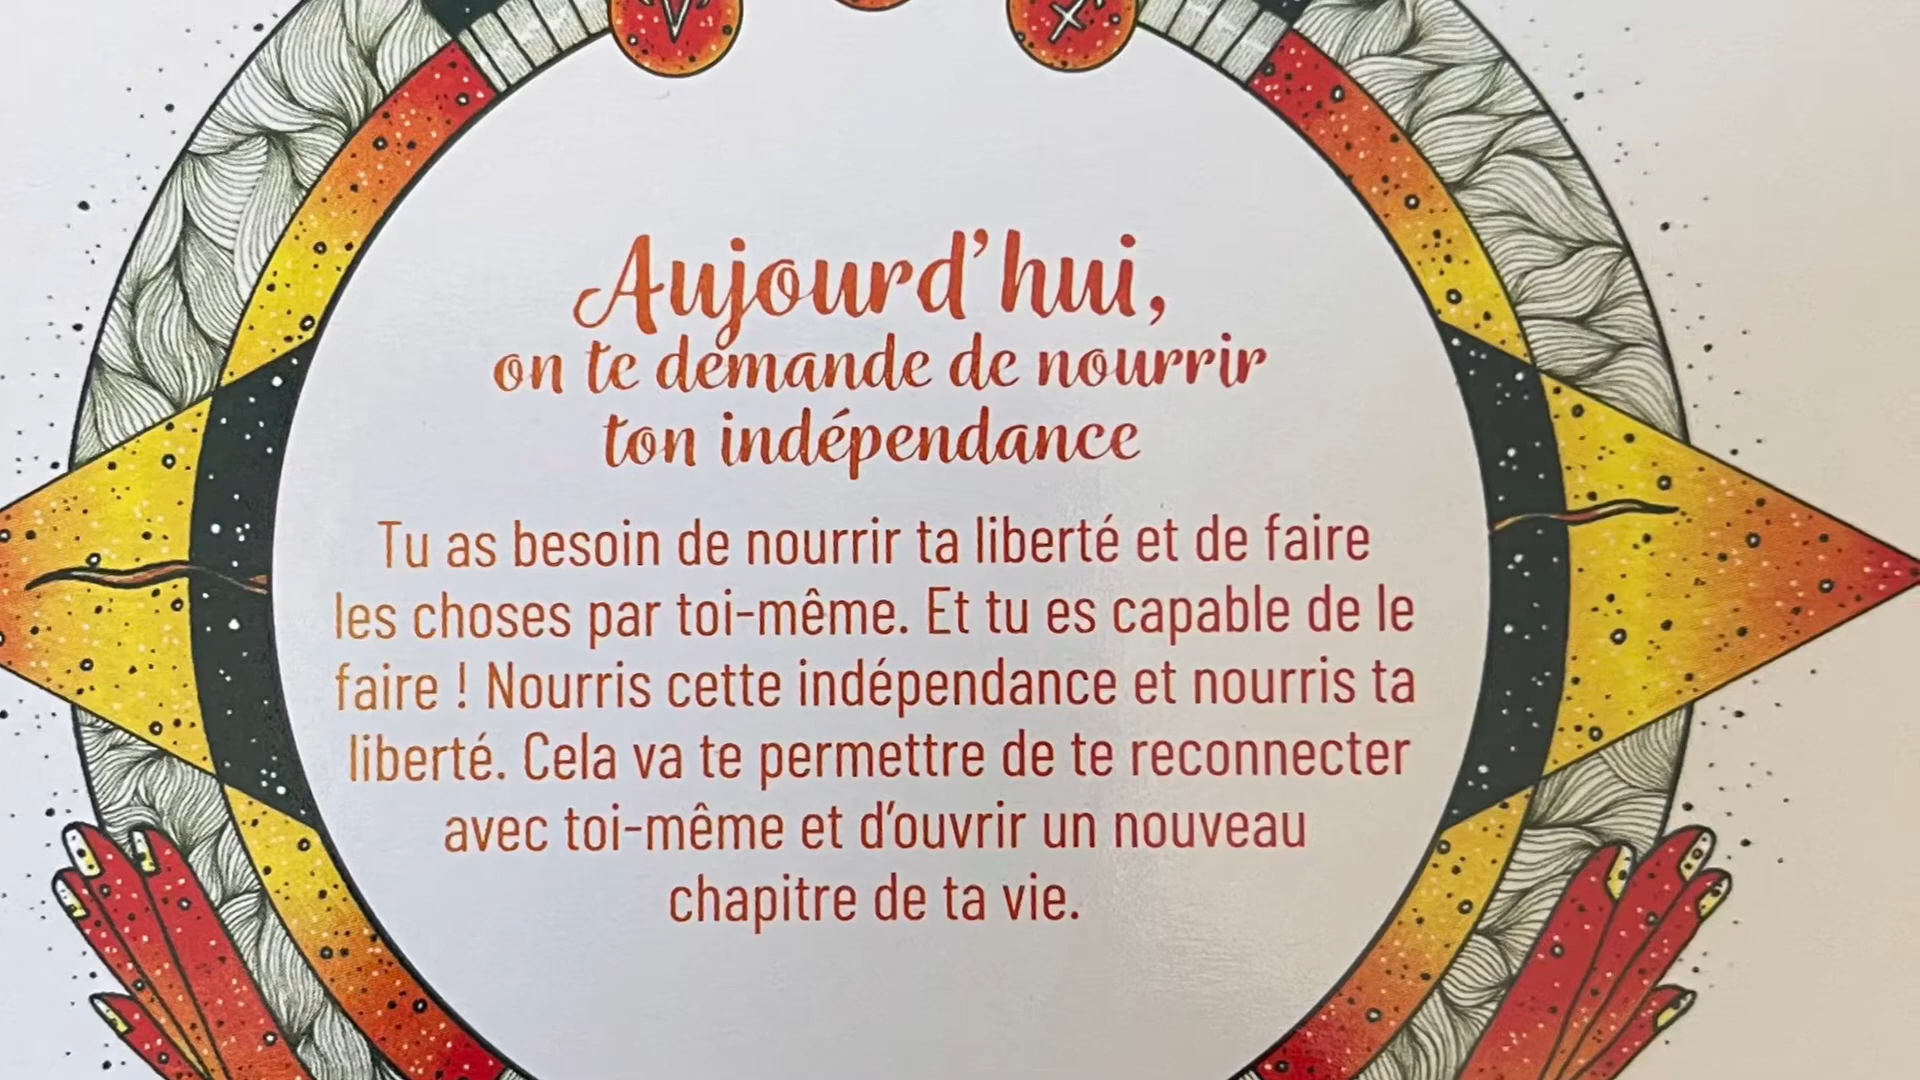 Aujourd'hui,
on te demande de nourrir
ton indépendance
Tu as besoin de nourrir ta liberté et de faire
les choses par toi-même. Et tu es capable de le
faire ! Nourris cette indépendance et nourris ta
liberté. Cela va te permettre de te reconnecter
avec toi-même et d'ouvrir un nouveau
chapitre de ta vie.